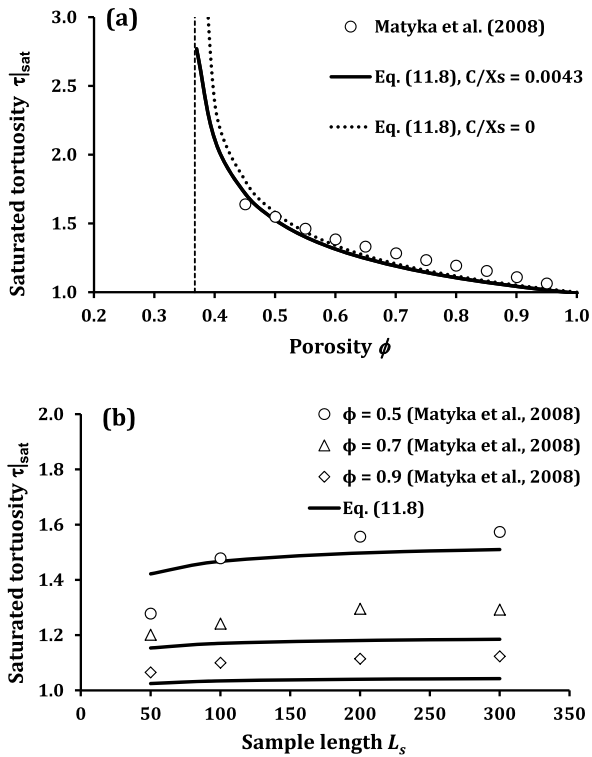 (a)
Matyka et al. (2008)
Eq. (11.8), C/Xs = 0.0043
Eq. (11.8), C/Xs = 0
Saturated tortuosity τ|sat
3.0
2.5
2.0
1.5
1.0
0.2 0.3 0.4 0.5 0.6 0.7 0.8 0.9 1.0
Porosity ϕ
(b)
ϕ = 0.5 (Matyka et al., 2008)
ϕ = 0.7 (Matyka et al., 2008)
ϕ = 0.9 (Matyka et al., 2008)
Eq. (11.8)
Saturated tortuosity τ|sat
2.0
1.8
1.6
1.4
1.2
1.0
0 50 100 150 200 250 300 350
Sample length Ls